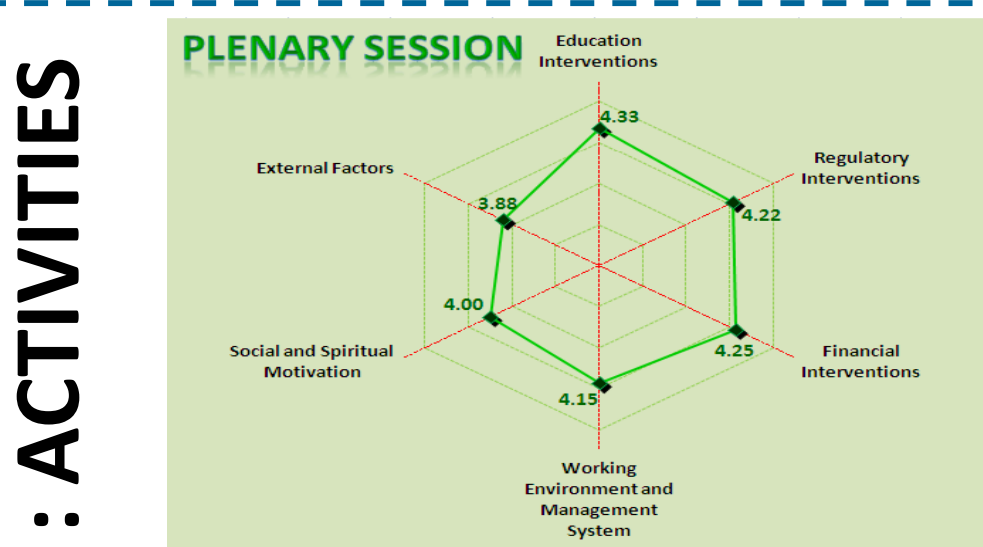 : ACTIVITIES
PLENARY SESSION
Education
Interventions
4.33
Regulatory
Interventions
4.22
External Factors
3.88
4.00
Social and Spiritual
Motivation
4.25
Financial
Interventions
4.15
Working
Environment and
Management
System